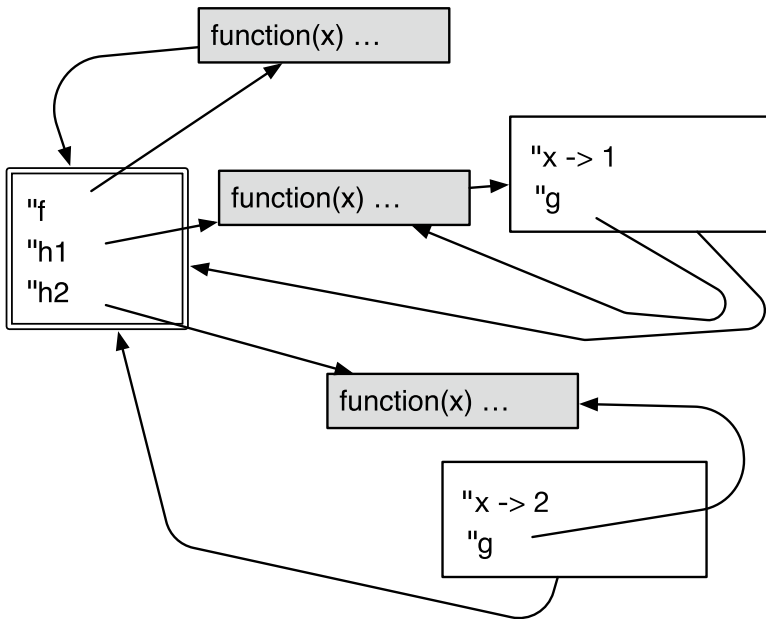 function(x) …
"f
"h1
"h2
function(x) …
"x -> 1
"g
function(x) …
"x -> 2
"g